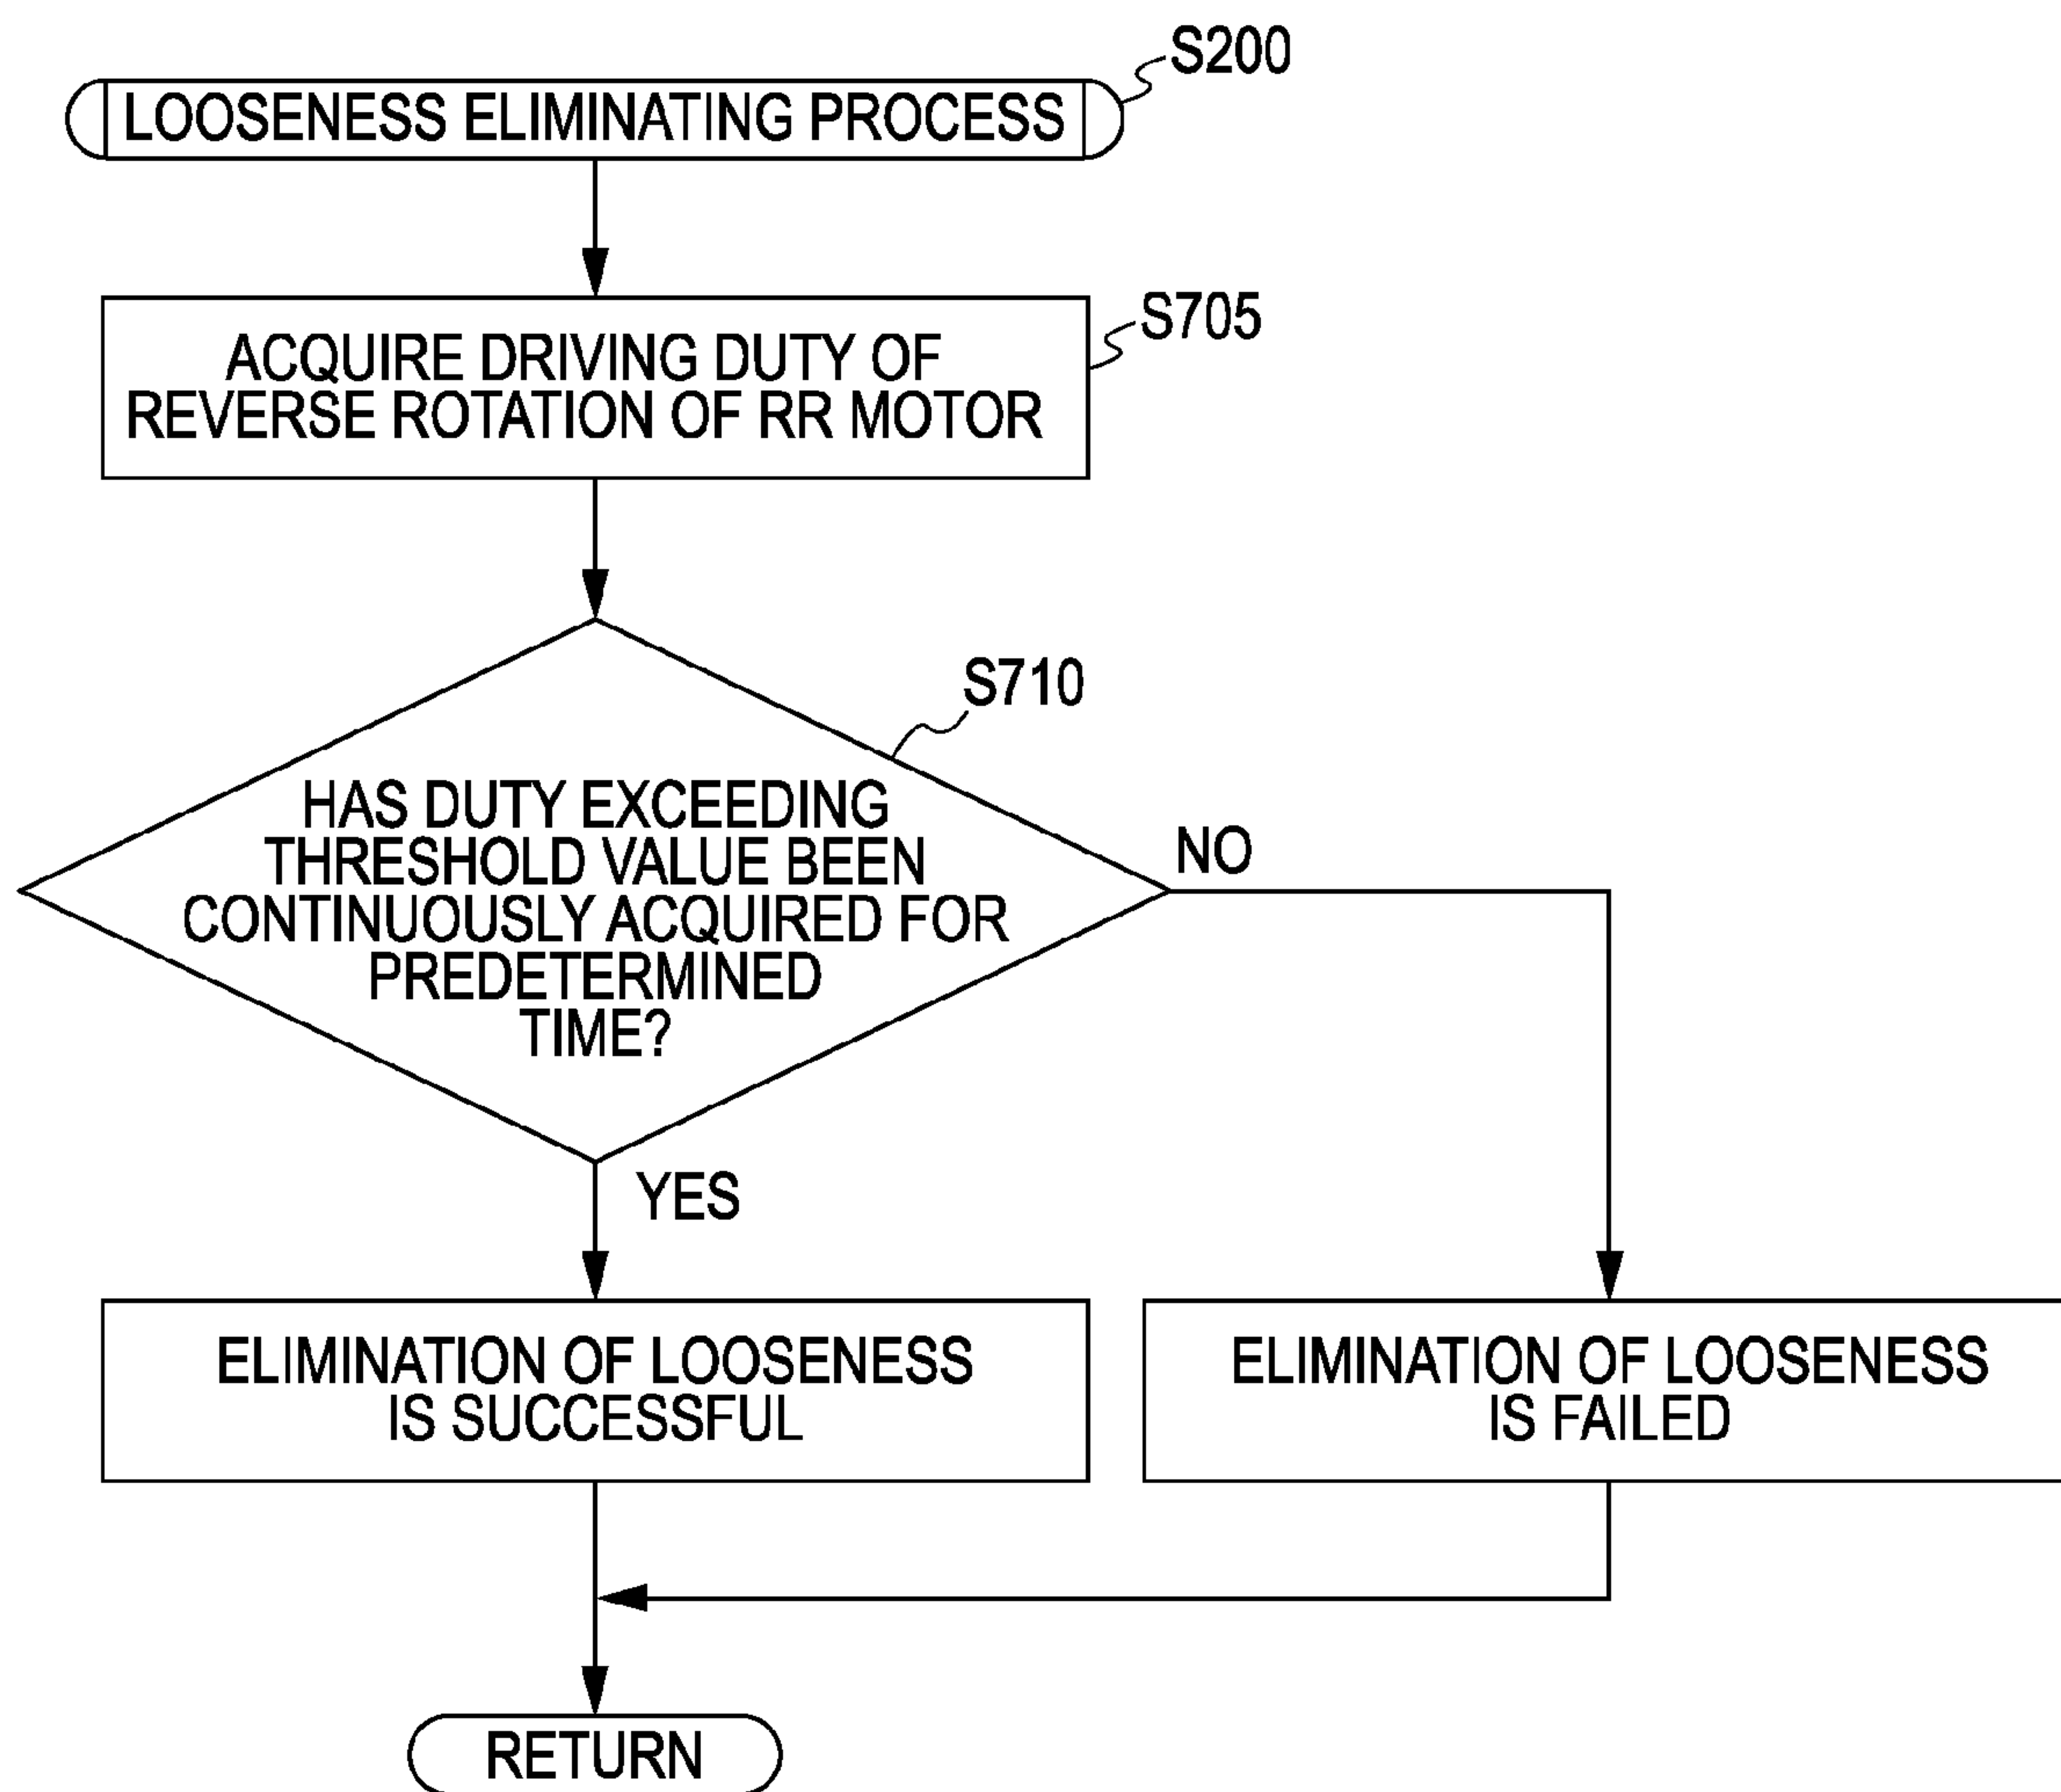 S200
LOOSENESS ELIMINATING PROCESS
S705
ACQUIRE DRIVING DUTY OF
REVERSE ROTATION OF RR MOTOR
S710
HAS DUTY EXCEEDING
THRESHOLD VALUE BEEN
CONTINUOUSLY ACQUIRED FOR
PREDETERMINED
TIME?
NO
YES
ELIMINATION OF LOOSENESS
IS SUCCESSFUL
ELIMINATION OF LOOSENESS
IS FAILED
RETURN